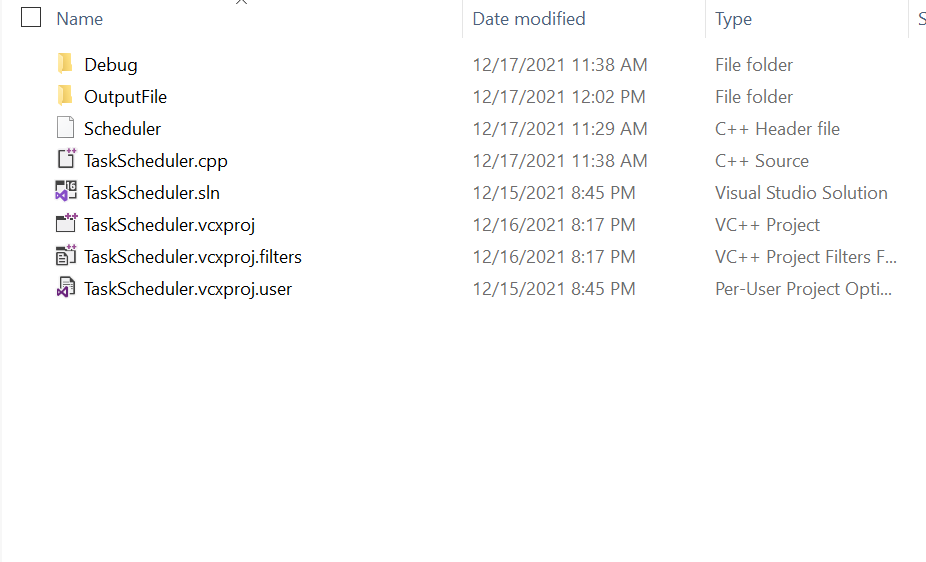 Name Date modified Type S
Debug 12/17/2021 11:38 AM File folder
OutputFile 12/17/2021 12:02 PM File folder
Scheduler 12/17/2021 11:29 AM C++ Header file
TaskScheduler.cpp 12/17/2021 11:38 AM C++ Source
TaskScheduler.sln 12/15/2021 8:45 PM Visual Studio Solution
TaskScheduler.vcxproj 12/16/2021 8:17 PM VC++ Project
TaskScheduler.vcxproj.filters 12/16/2021 8:17 PM VC++ Project Filters F...
TaskScheduler.vcxproj.user 12/15/2021 8:45 PM Per-User Project Opti...